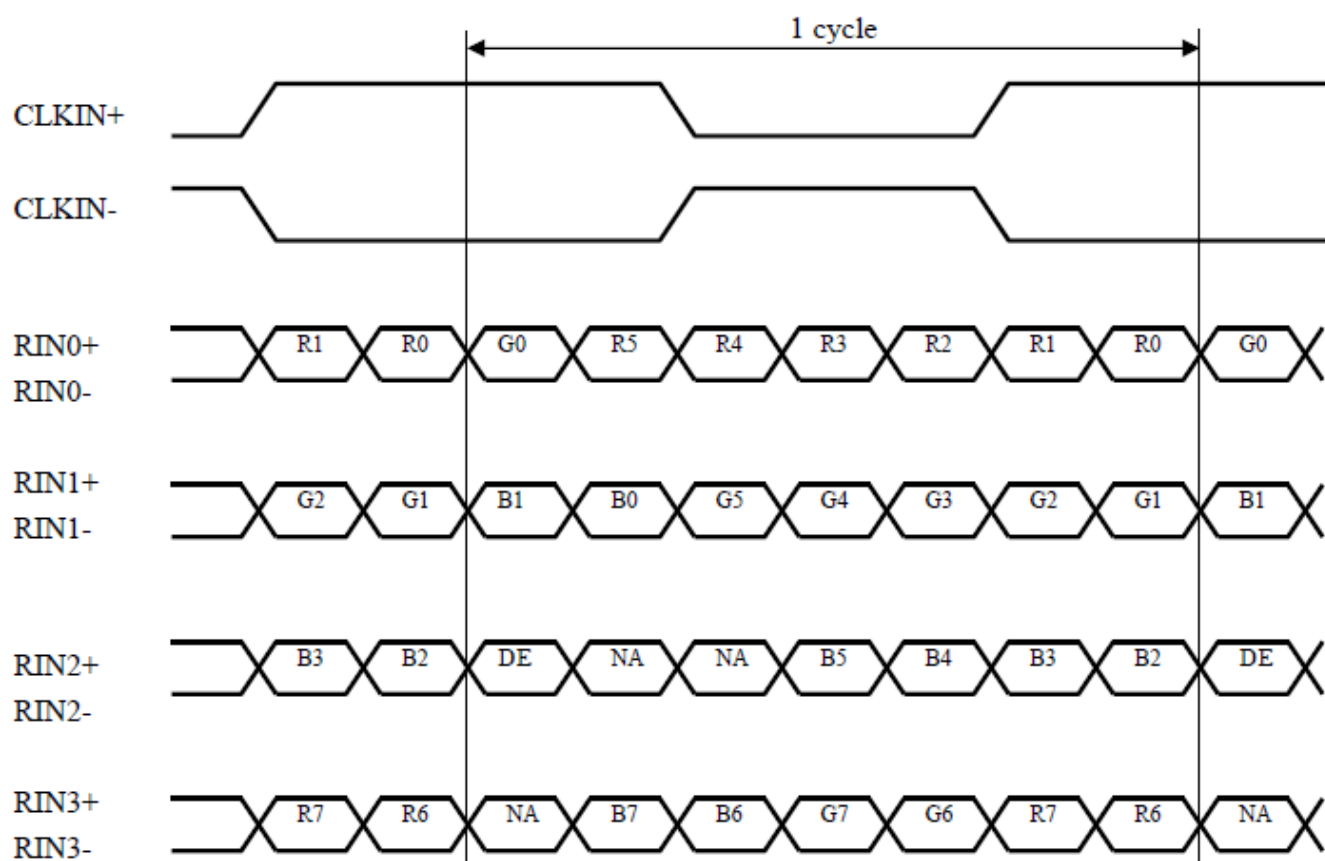 1 cycle
CLKIN+
CLKIN-
RIN0+ R1 R0 G0 R5 R4 R3 R2 R1 R0 G0
RIN0-
RIN1+ G2 G1 B1 B0 G5 G4 G3 G2 G1 B1
RIN1-
RIN2+ B3 B2 DE NA NA B5 B4 B3 B2 DE
RIN2-
RIN3+ R7 R6 NA B7 B6 G7 G6 R7 R6 NA
RIN3-